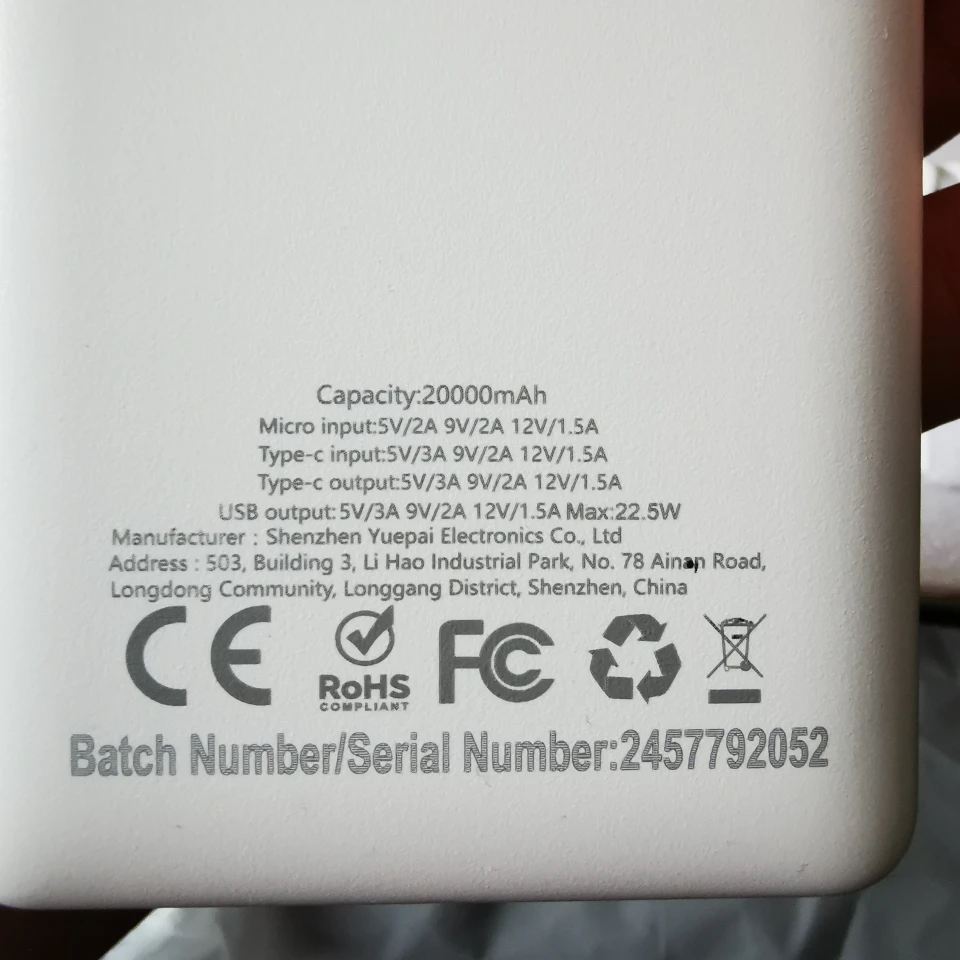 Capacity:20000mAh
Micro input:5V/2A 9V/2A 12V/1.5A
Type-c input:5V/3A 9V/2A 12V/1.5A
Type-c output:5V/3A 9V/2A 12V/1.5A
USB output:5V/3A 9V/2A 12V/1.5A Max:22.5W
Manufacturer : Shenzhen Yuepai Electronics Co., Ltd
Address : 503, Building 3, Li Hao Industrial Park, No. 78 Ainan Road,
Longdong Community, Longgang District, Shenzhen, China
CE RoHS COMPLIANT FC
Batch Number/Serial Number:2457792052